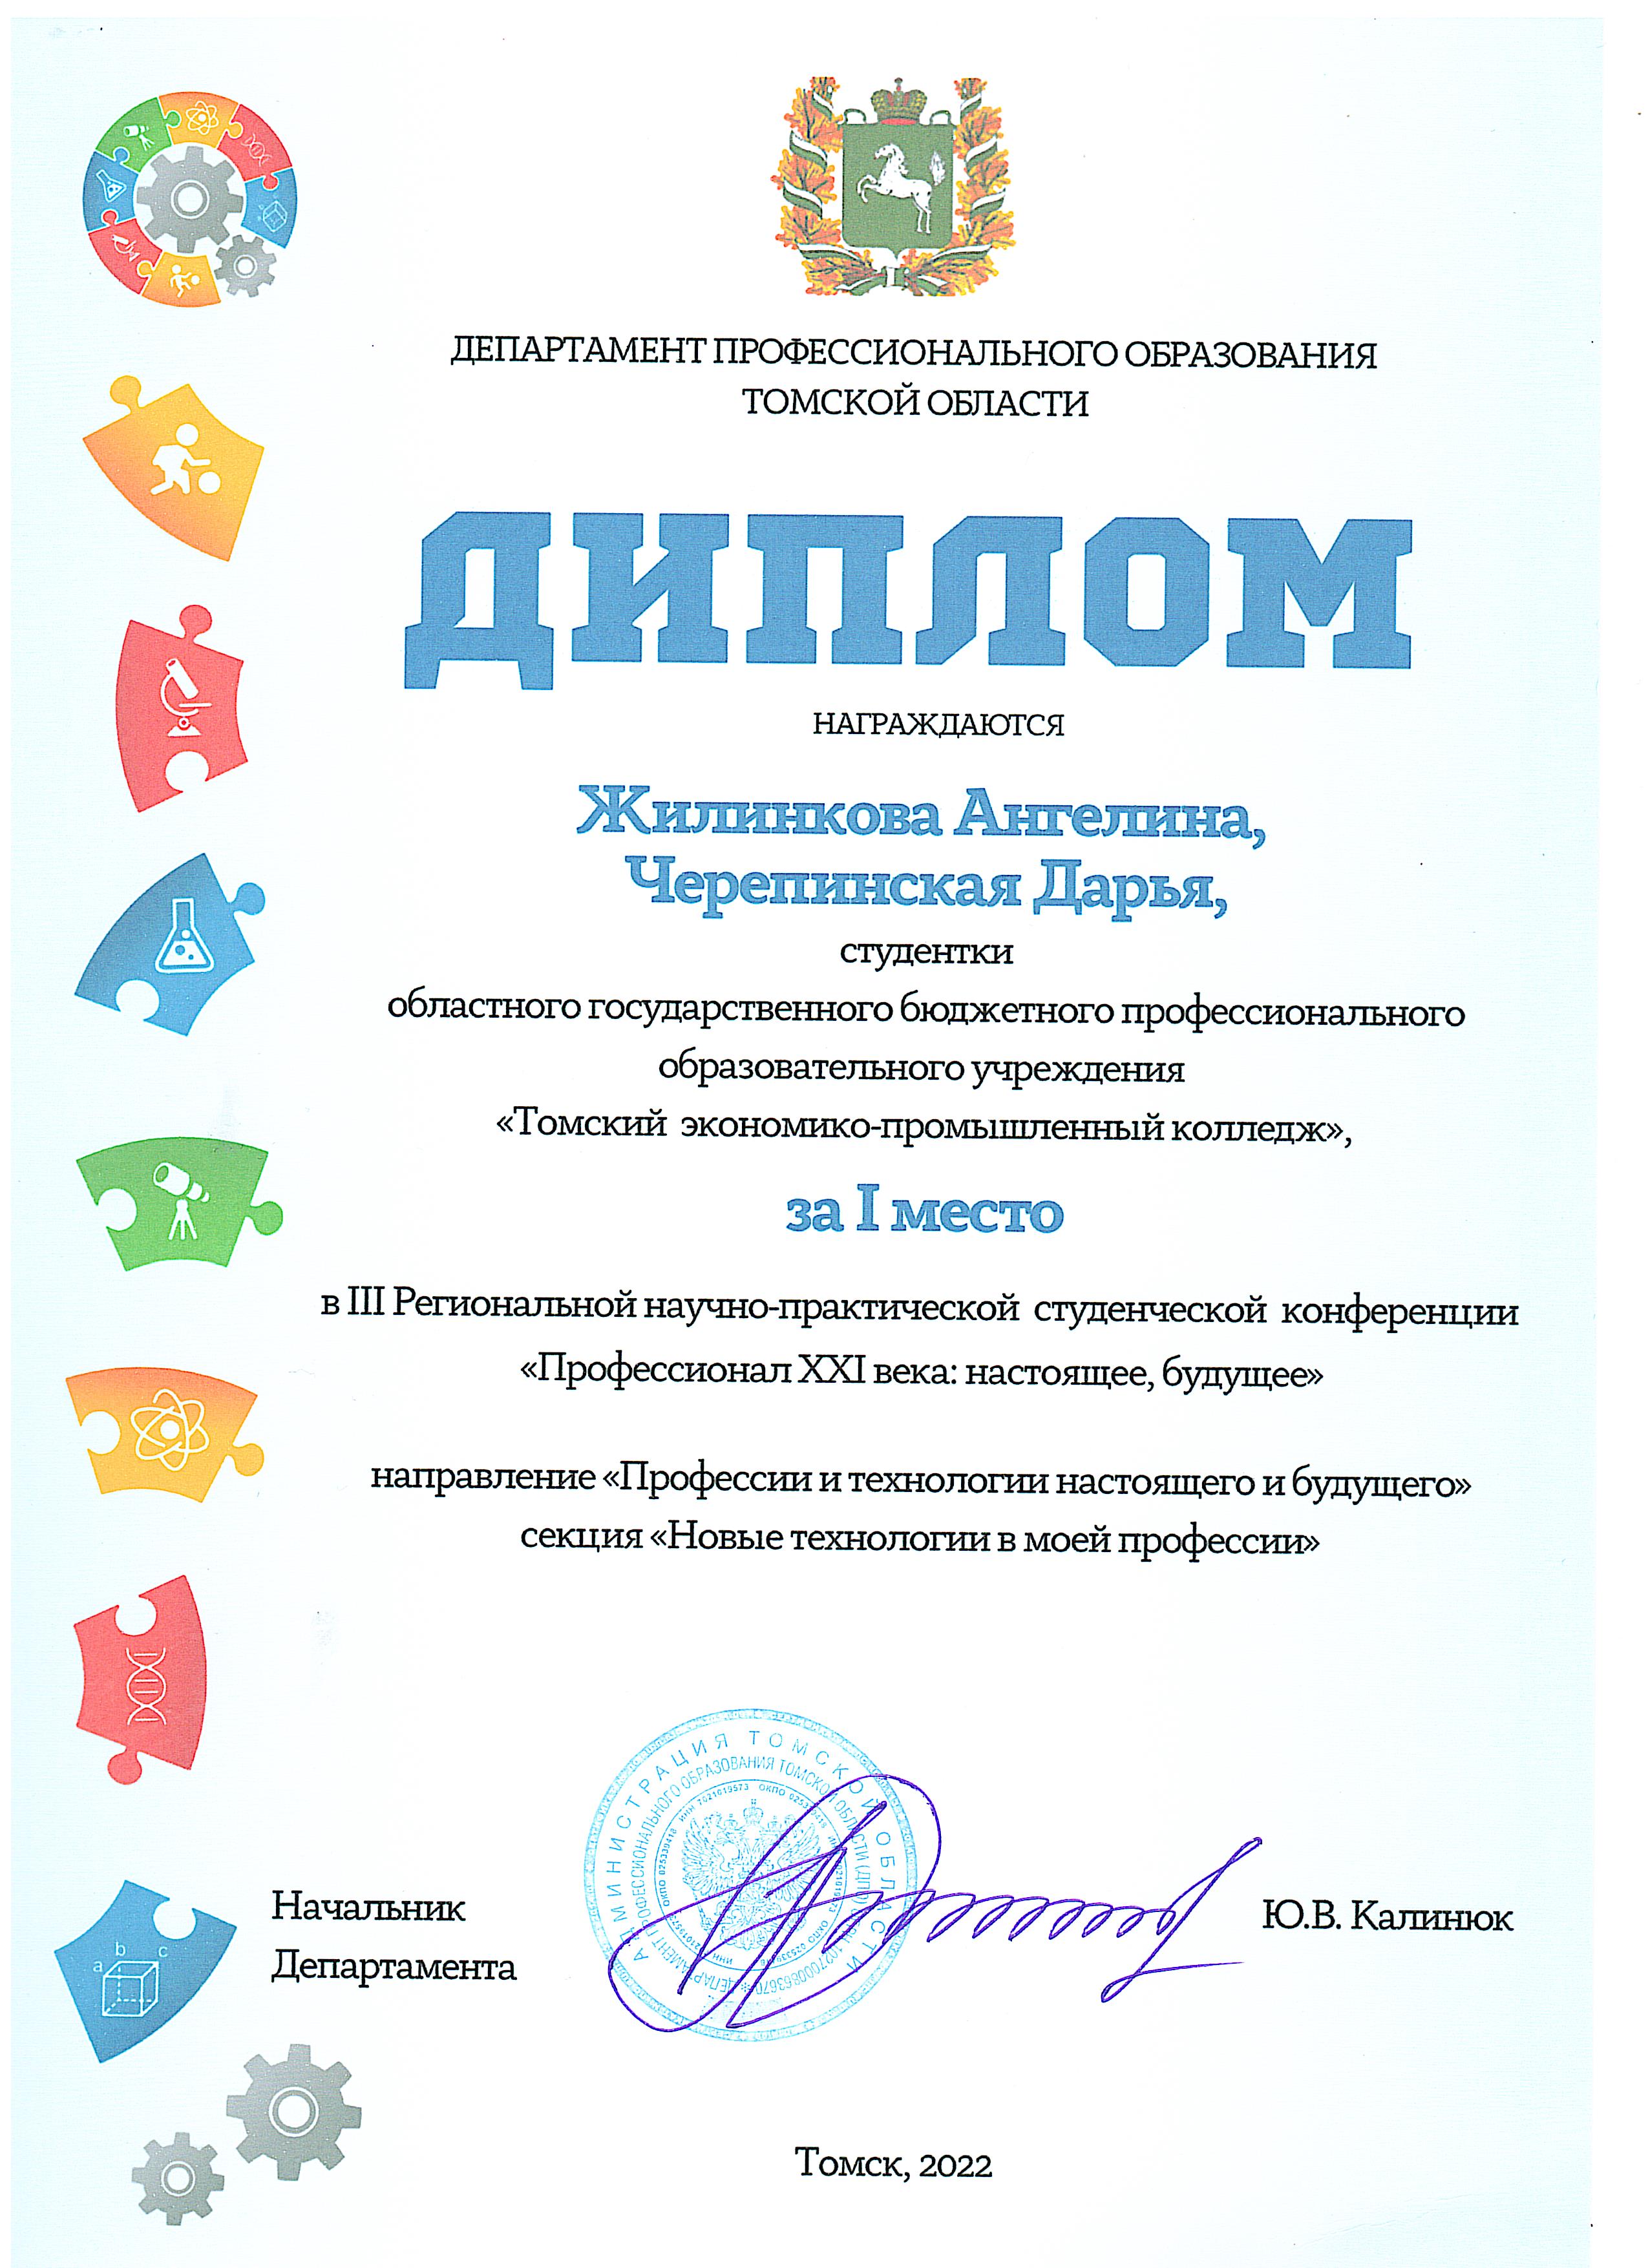 ДЕПАРТАМЕНТ ПРОФЕССИОНАЛЬНОГО ОБРАЗОВАНИЯ
ТОМСКОЙ ОБЛАСТИ
ДИПЛОМ
НАГРАЖДАЮТСЯ
Жилинкова Ангелина,
Черепинская Дарья,
студентки
областного государственного бюджетного профессионального
образовательного учреждения
«Томский экономико-промышленный колледж»,
за I место
в III Региональной научно-практической студенческой конференции
«Профессионал XXI века: настоящее, будущее»
направление «Профессии и технологии настоящего и будущего»
секция «Новые технологии в моей профессии»
АДМИНИСТРАЦИЯ ТОМСКОЙ ОБЛАСТИ
ДЕПАРТАМЕНТ ПРОФЕССИОНАЛЬНОГО ОБРАЗОВАНИЯ ТОМСКОЙ ОБЛАСТИ
Начальник
Департамента
Ю.В. Калинюк
a b c
Томск, 2022